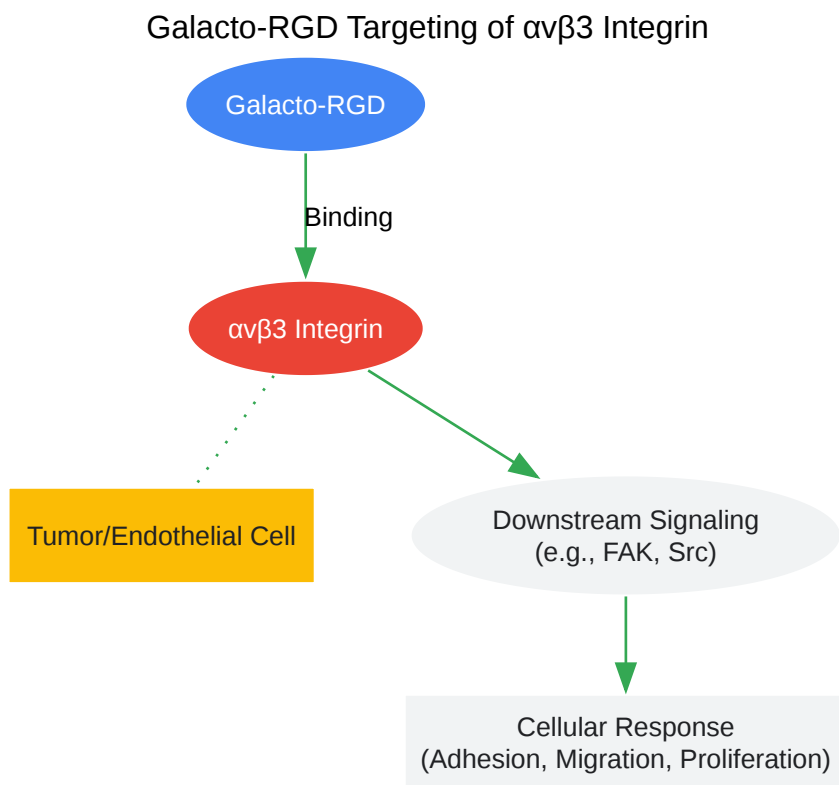 Galacto-RGD Targeting of αvβ3 Integrin
Galacto-RGD
Binding
αvβ3 Integrin
Tumor/Endothelial Cell
Downstream Signaling
(e.g., FAK, Src)
Cellular Response
(Adhesion, Migration, Proliferation)